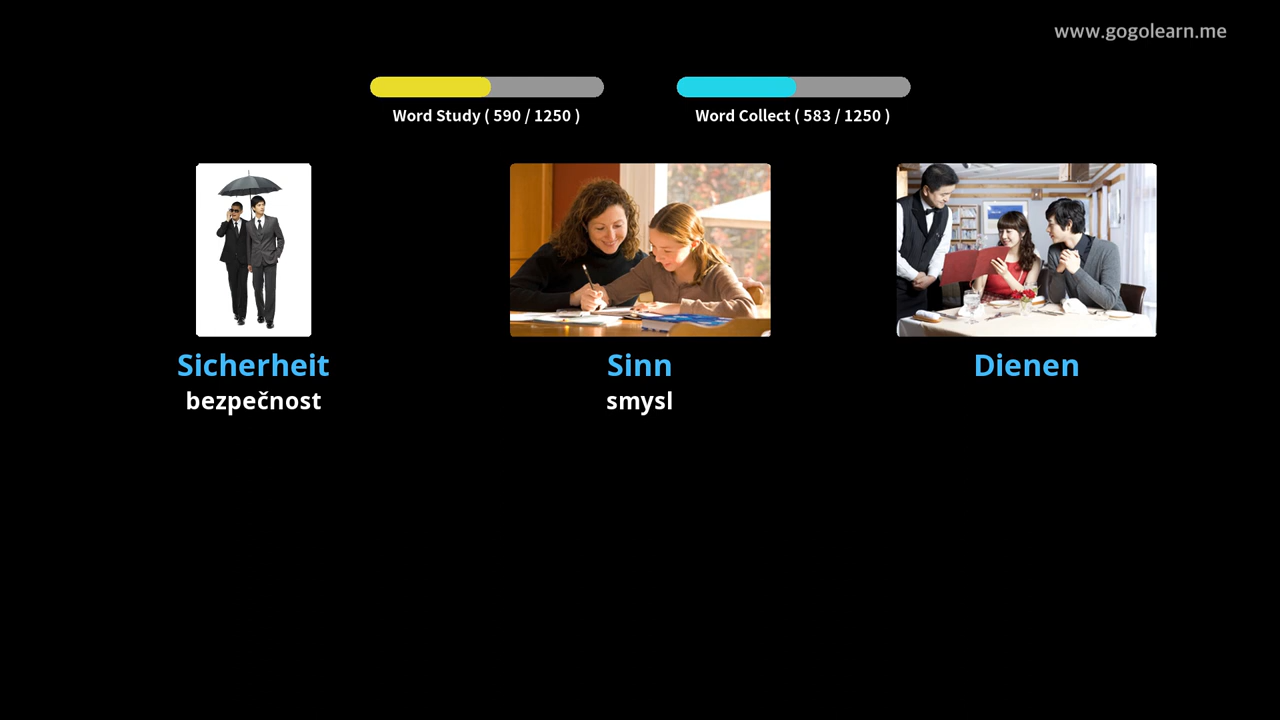 www.gogolearn.me
Word Study ( 590 / 1250 )
Word Collect ( 583 / 1250 )
Sicherheit
bezpečnost
Sinn
smysl
Dienen